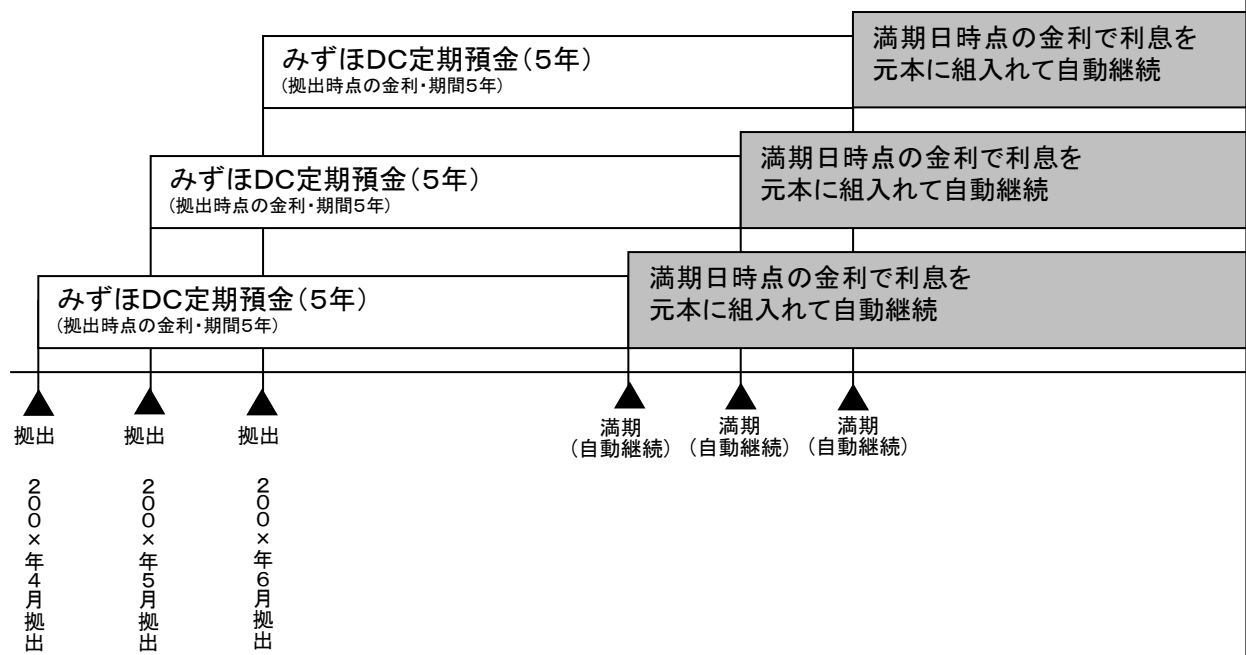 満期日時点の金利で利息を
元本に組入れて自動継続
みずほDC定期預金(5年)
(拠出時点の金利・期間5年)
満期日時点の金利で利息を
元本に組入れて自動継続
みずほDC定期預金(5年)
(拠出時点の金利・期間5年)
満期日時点の金利で利息を
元本に組入れて自動継続
みずほDC定期預金(5年)
(拠出時点の金利・期間5年)
拠出
拠出
拠出
満期
(自動継続)
満期
(自動継続)
満期
(自動継続)
200×年4月拠出
200×年5月拠出
200×年6月拠出